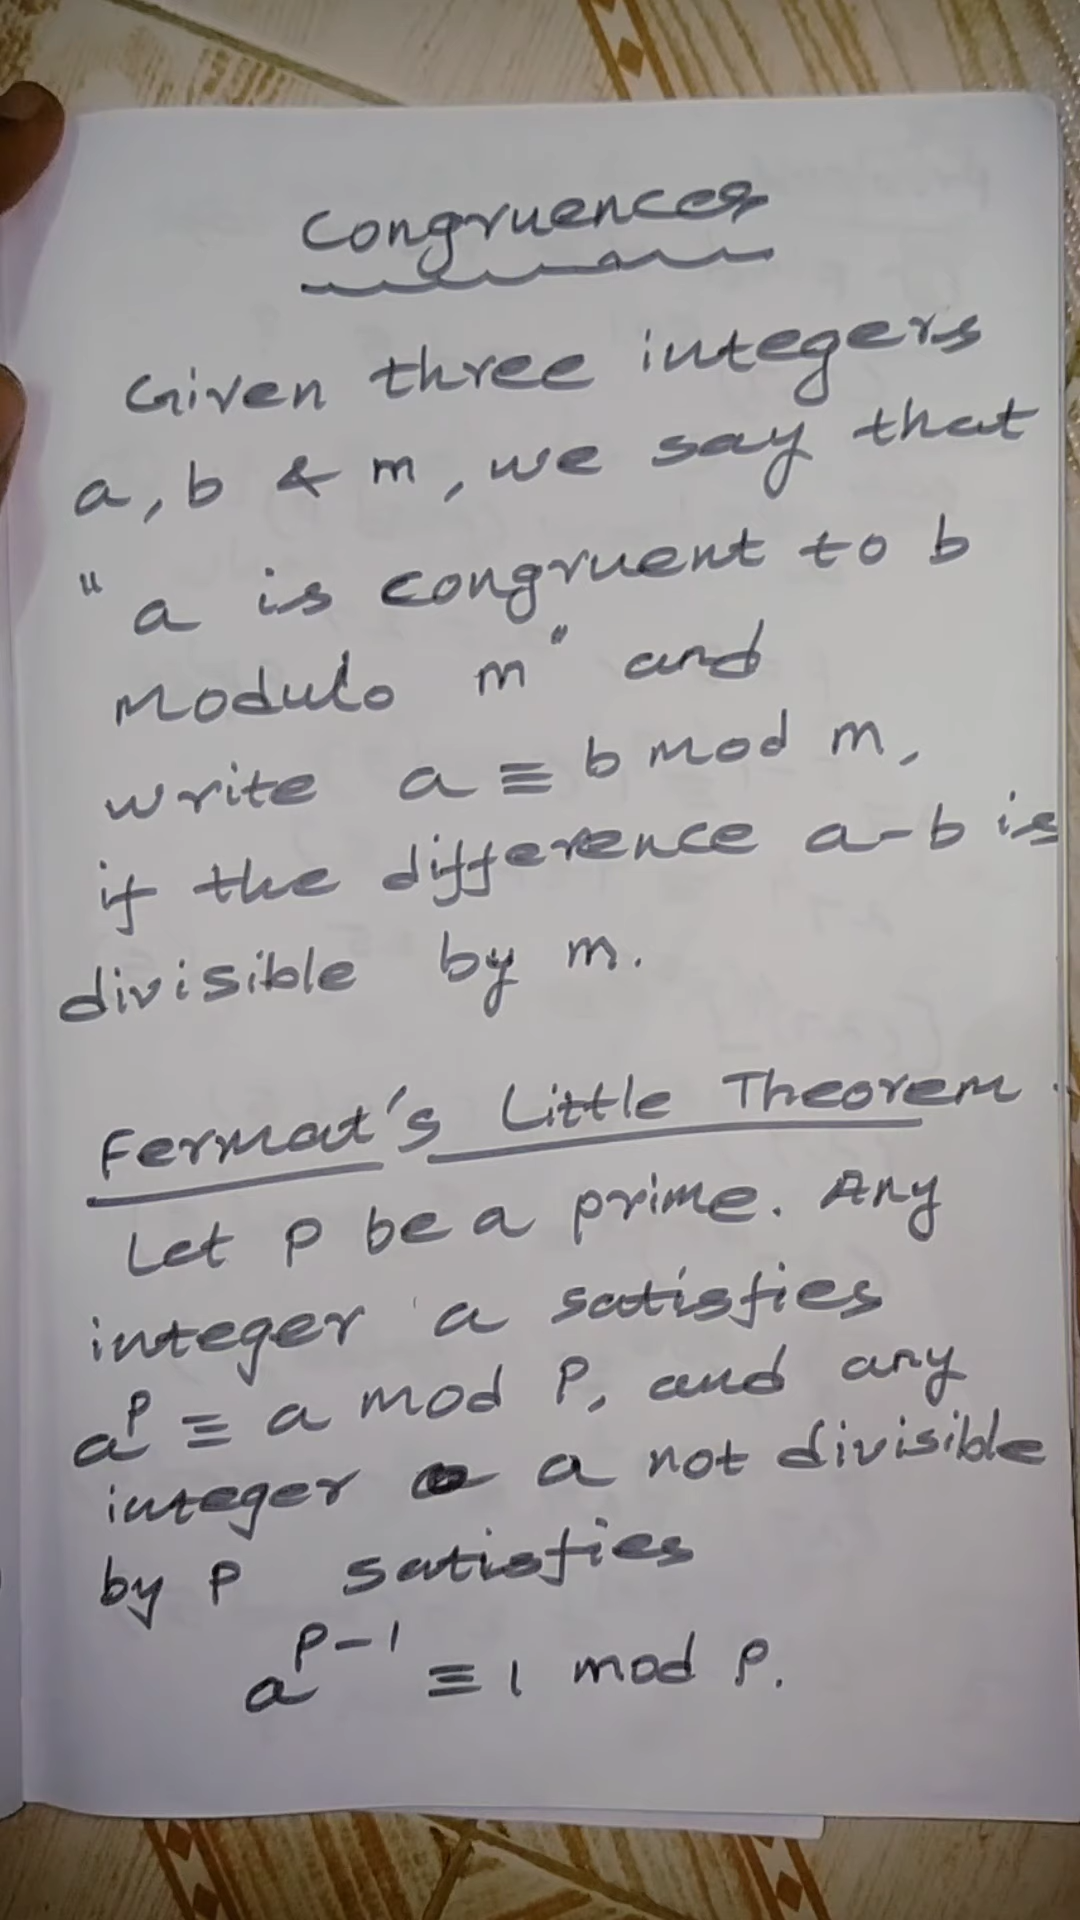 Congruences
Given three integers
a, b & m, we say that
"a is congruent to b
Modulo m" and
write a ≡ b mod m,
if the difference a-b is
divisible by m.
Fermat's Little Theorem.
Let P be a prime. Any
integer a satisfies
a^P ≡ a mod P, and any
integer a not divisible
by P satisfies
a^(P-1) ≡ 1 mod P.